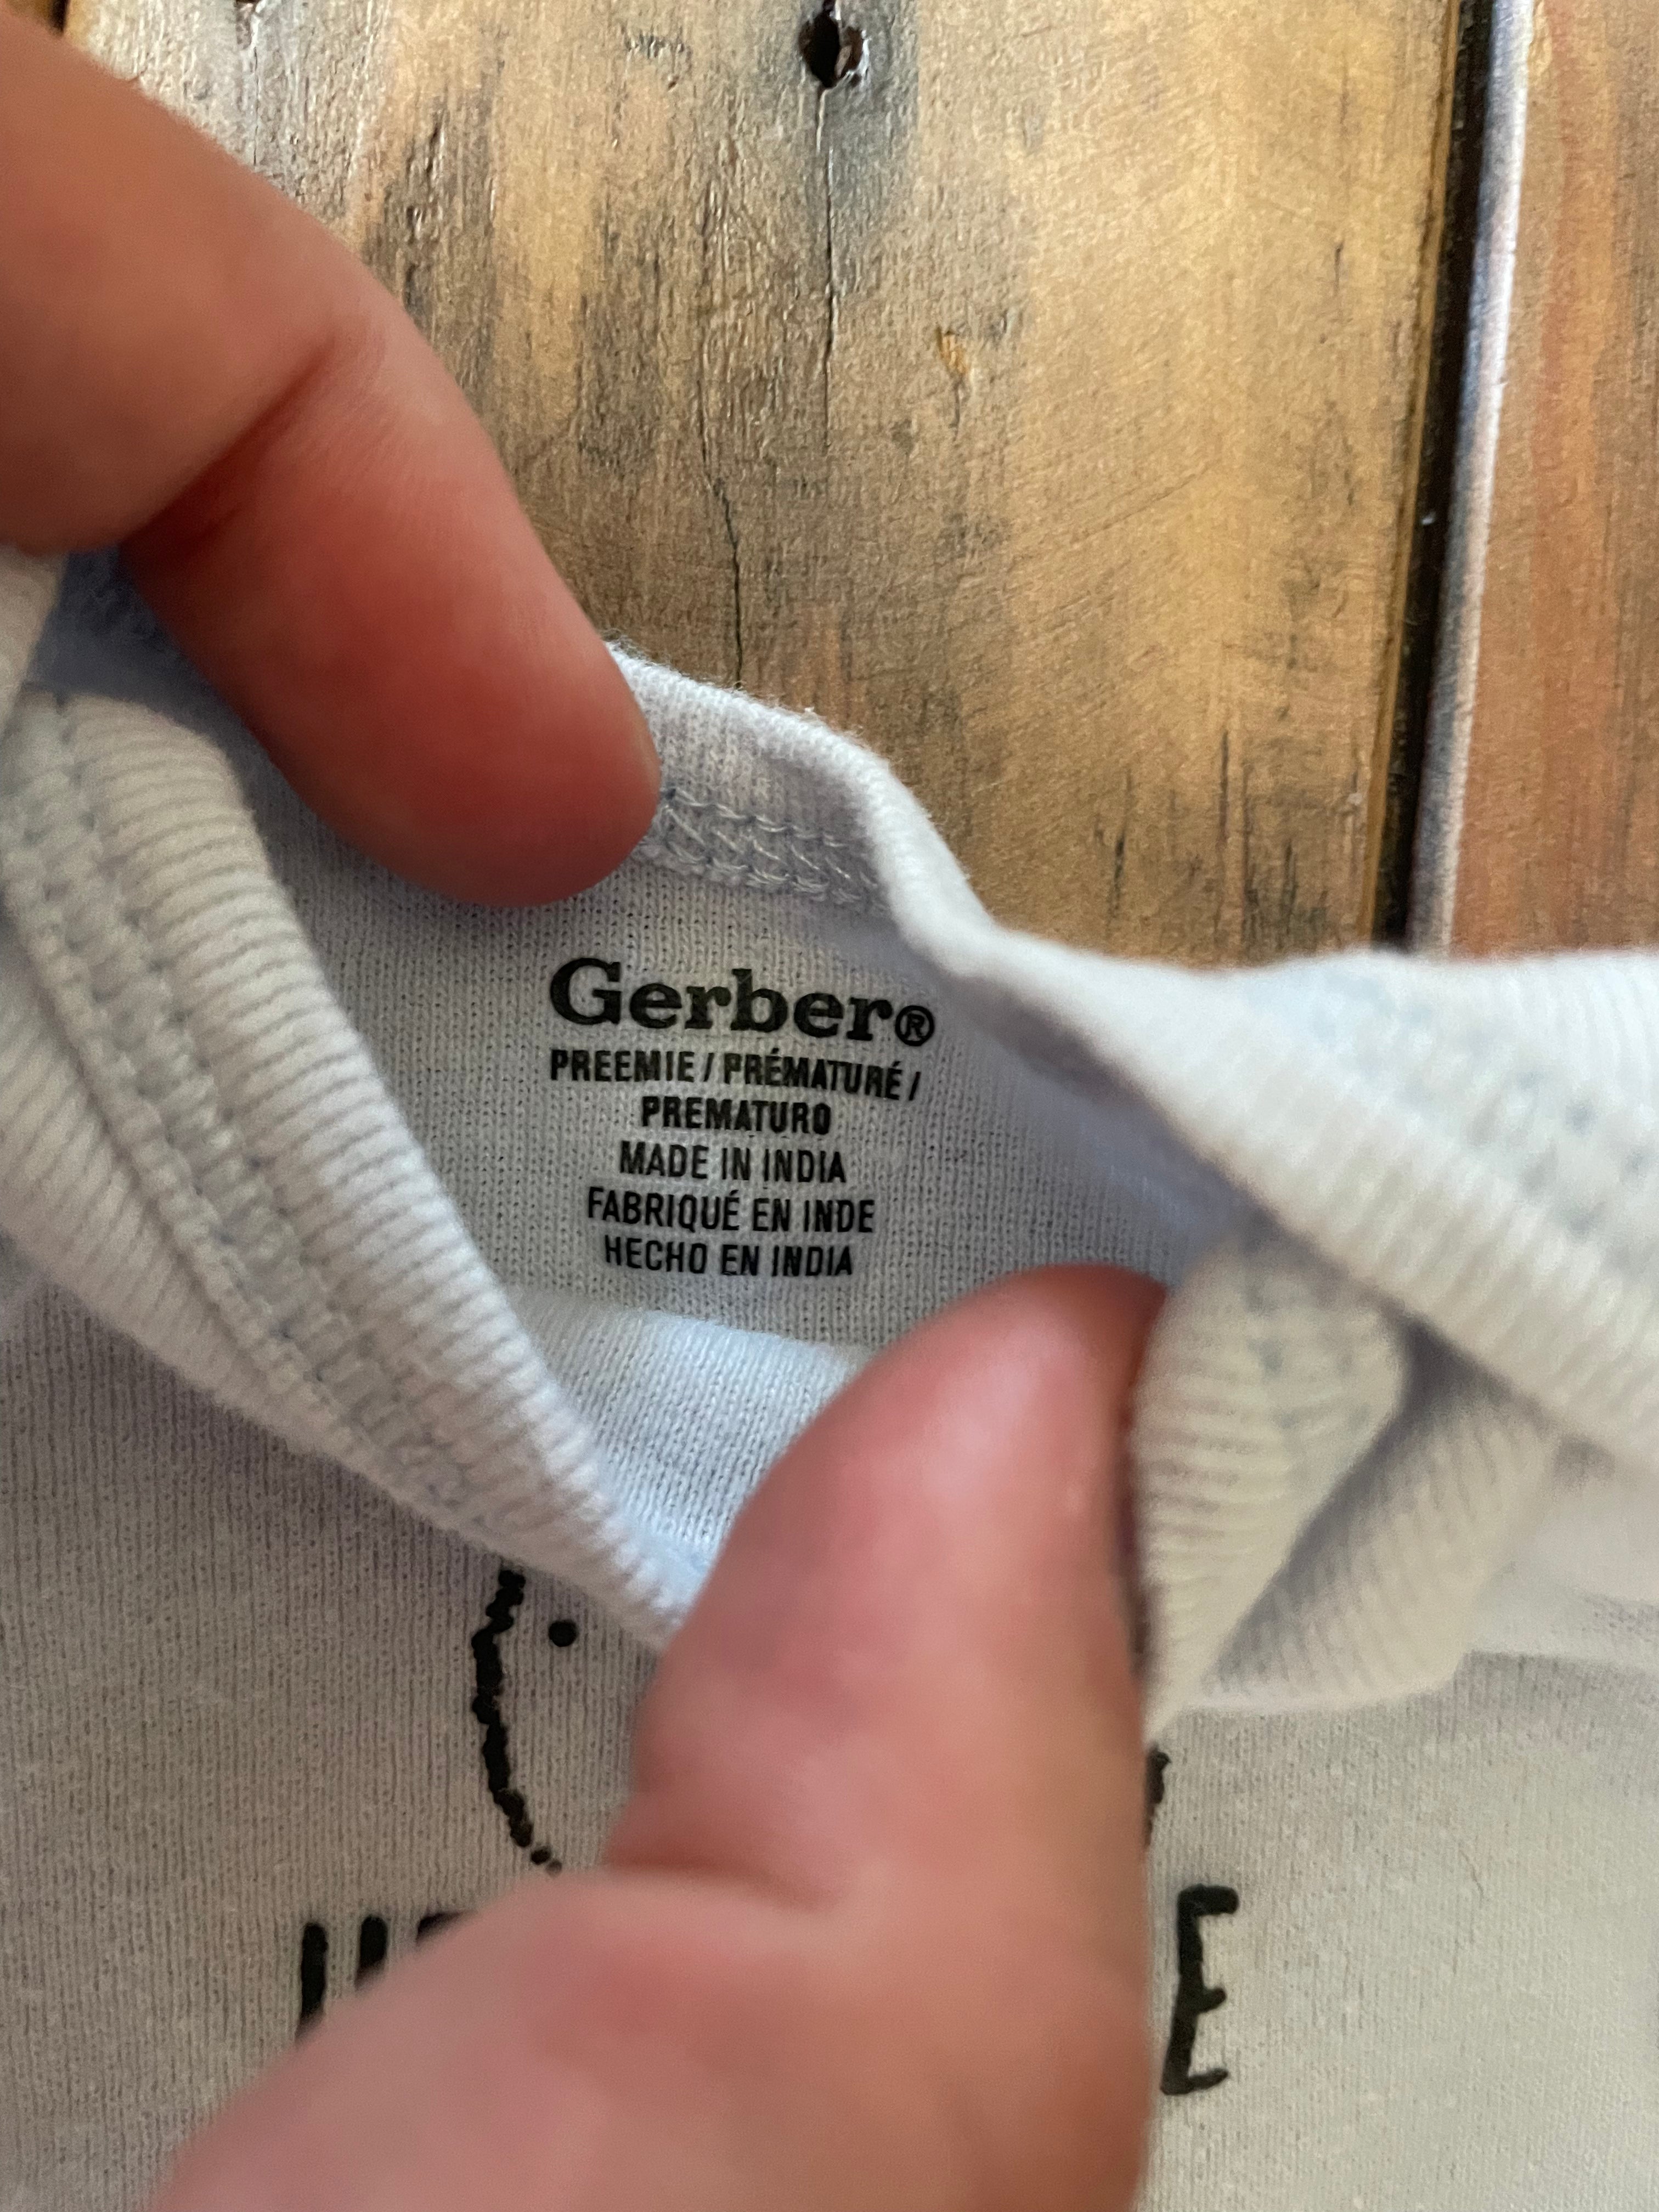 Gerber®
PREEMIE / PRÉMATURÉ /
PREMATURO
MADE IN INDIA
FABRIQUÉ EN INDE
HECHO EN INDIA